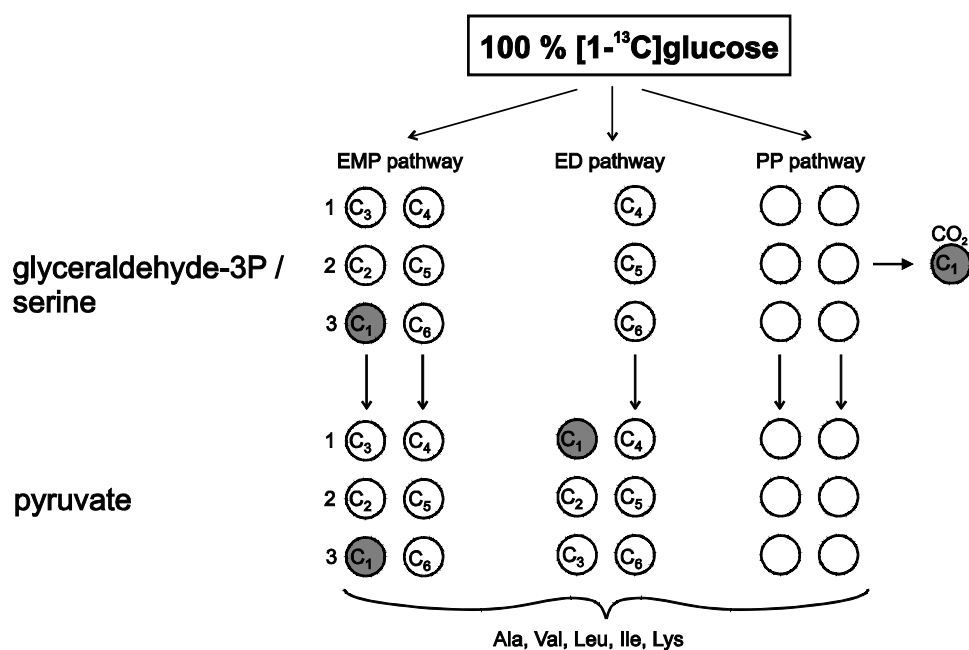 100 % [1-¹³C]glucose
EMP pathway ED pathway PP pathway
1 C₃ C₄ C₄
CO₂
glyceraldehyde-3P /
serine
2 C₂ C₅ C₅ C₁
3 C₁ C₆ C₆
1 C₃ C₄ C₁ C₄
pyruvate 2 C₂ C₅ C₂ C₅
3 C₁ C₆ C₃ C₆
Ala, Val, Leu, Ile, Lys